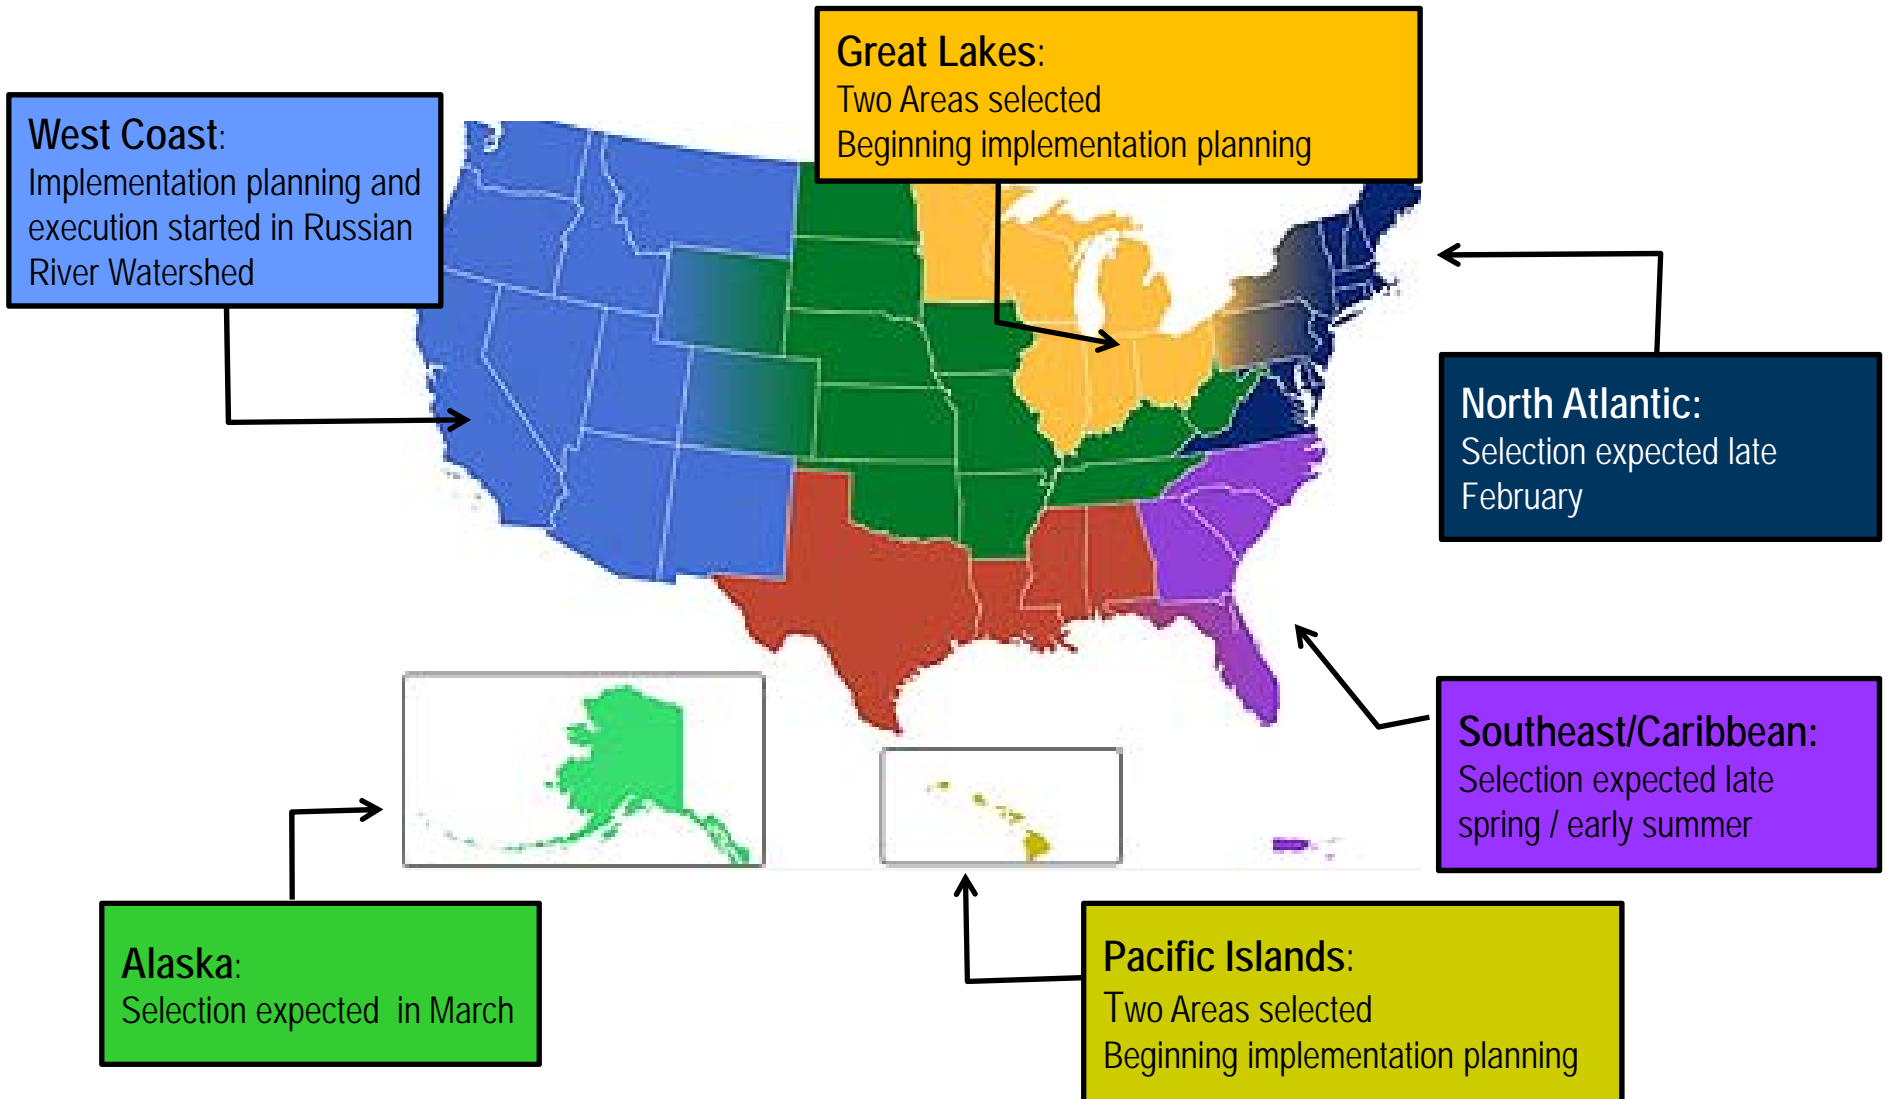 Great Lakes:
Two Areas selected
Beginning implementation planning
West Coast:
Implementation planning and
execution started in Russian
River Watershed
North Atlantic:
Selection expected late
February
Southeast/Caribbean:
Selection expected late
spring / early summer
Alaska:
Selection expected  in March
Pacific Islands:
Two Areas selected
Beginning implementation planning